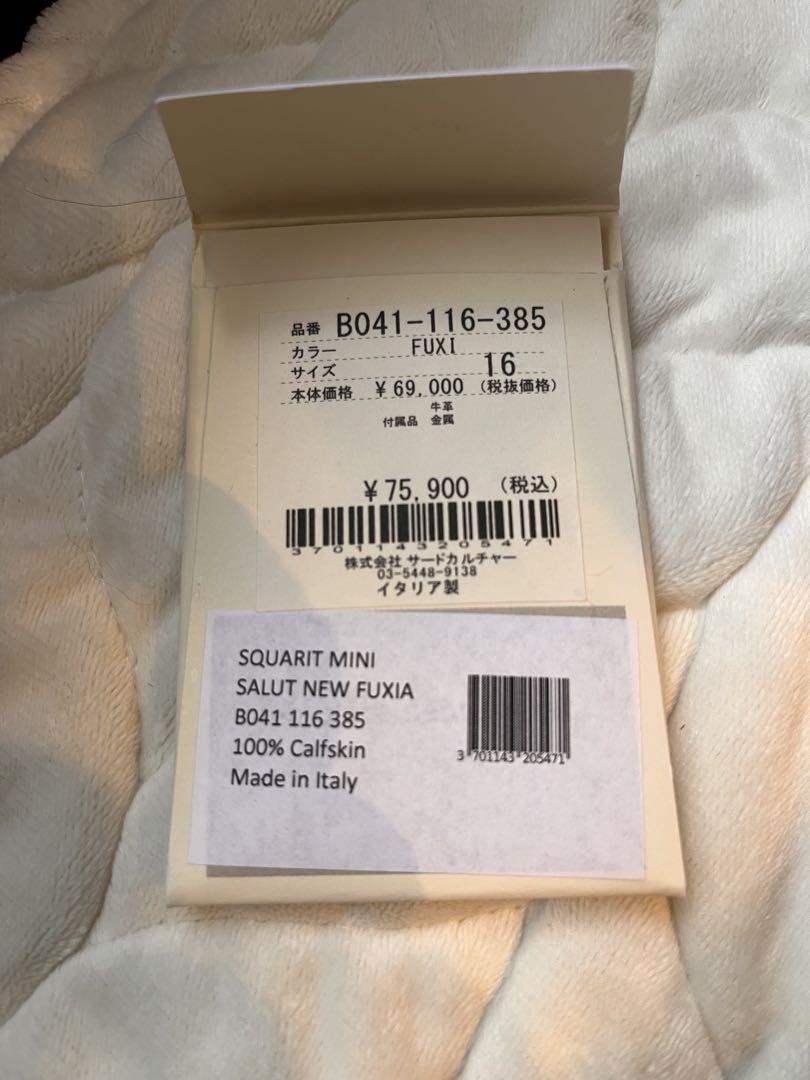 品番 B041-116-385
カラー FUXI
サイズ 16
本体価格 ¥69,000 (税抜価格)
牛革
付属品 金属
¥75,900 (税込)
3701143205471
株式会社 サードカルチャー
03-5448-9138
イタリア製
SQUARIT MINI
SALUT NEW FUXIA
B041 116 385
100% Calfskin
Made in Italy
3 701143 205471